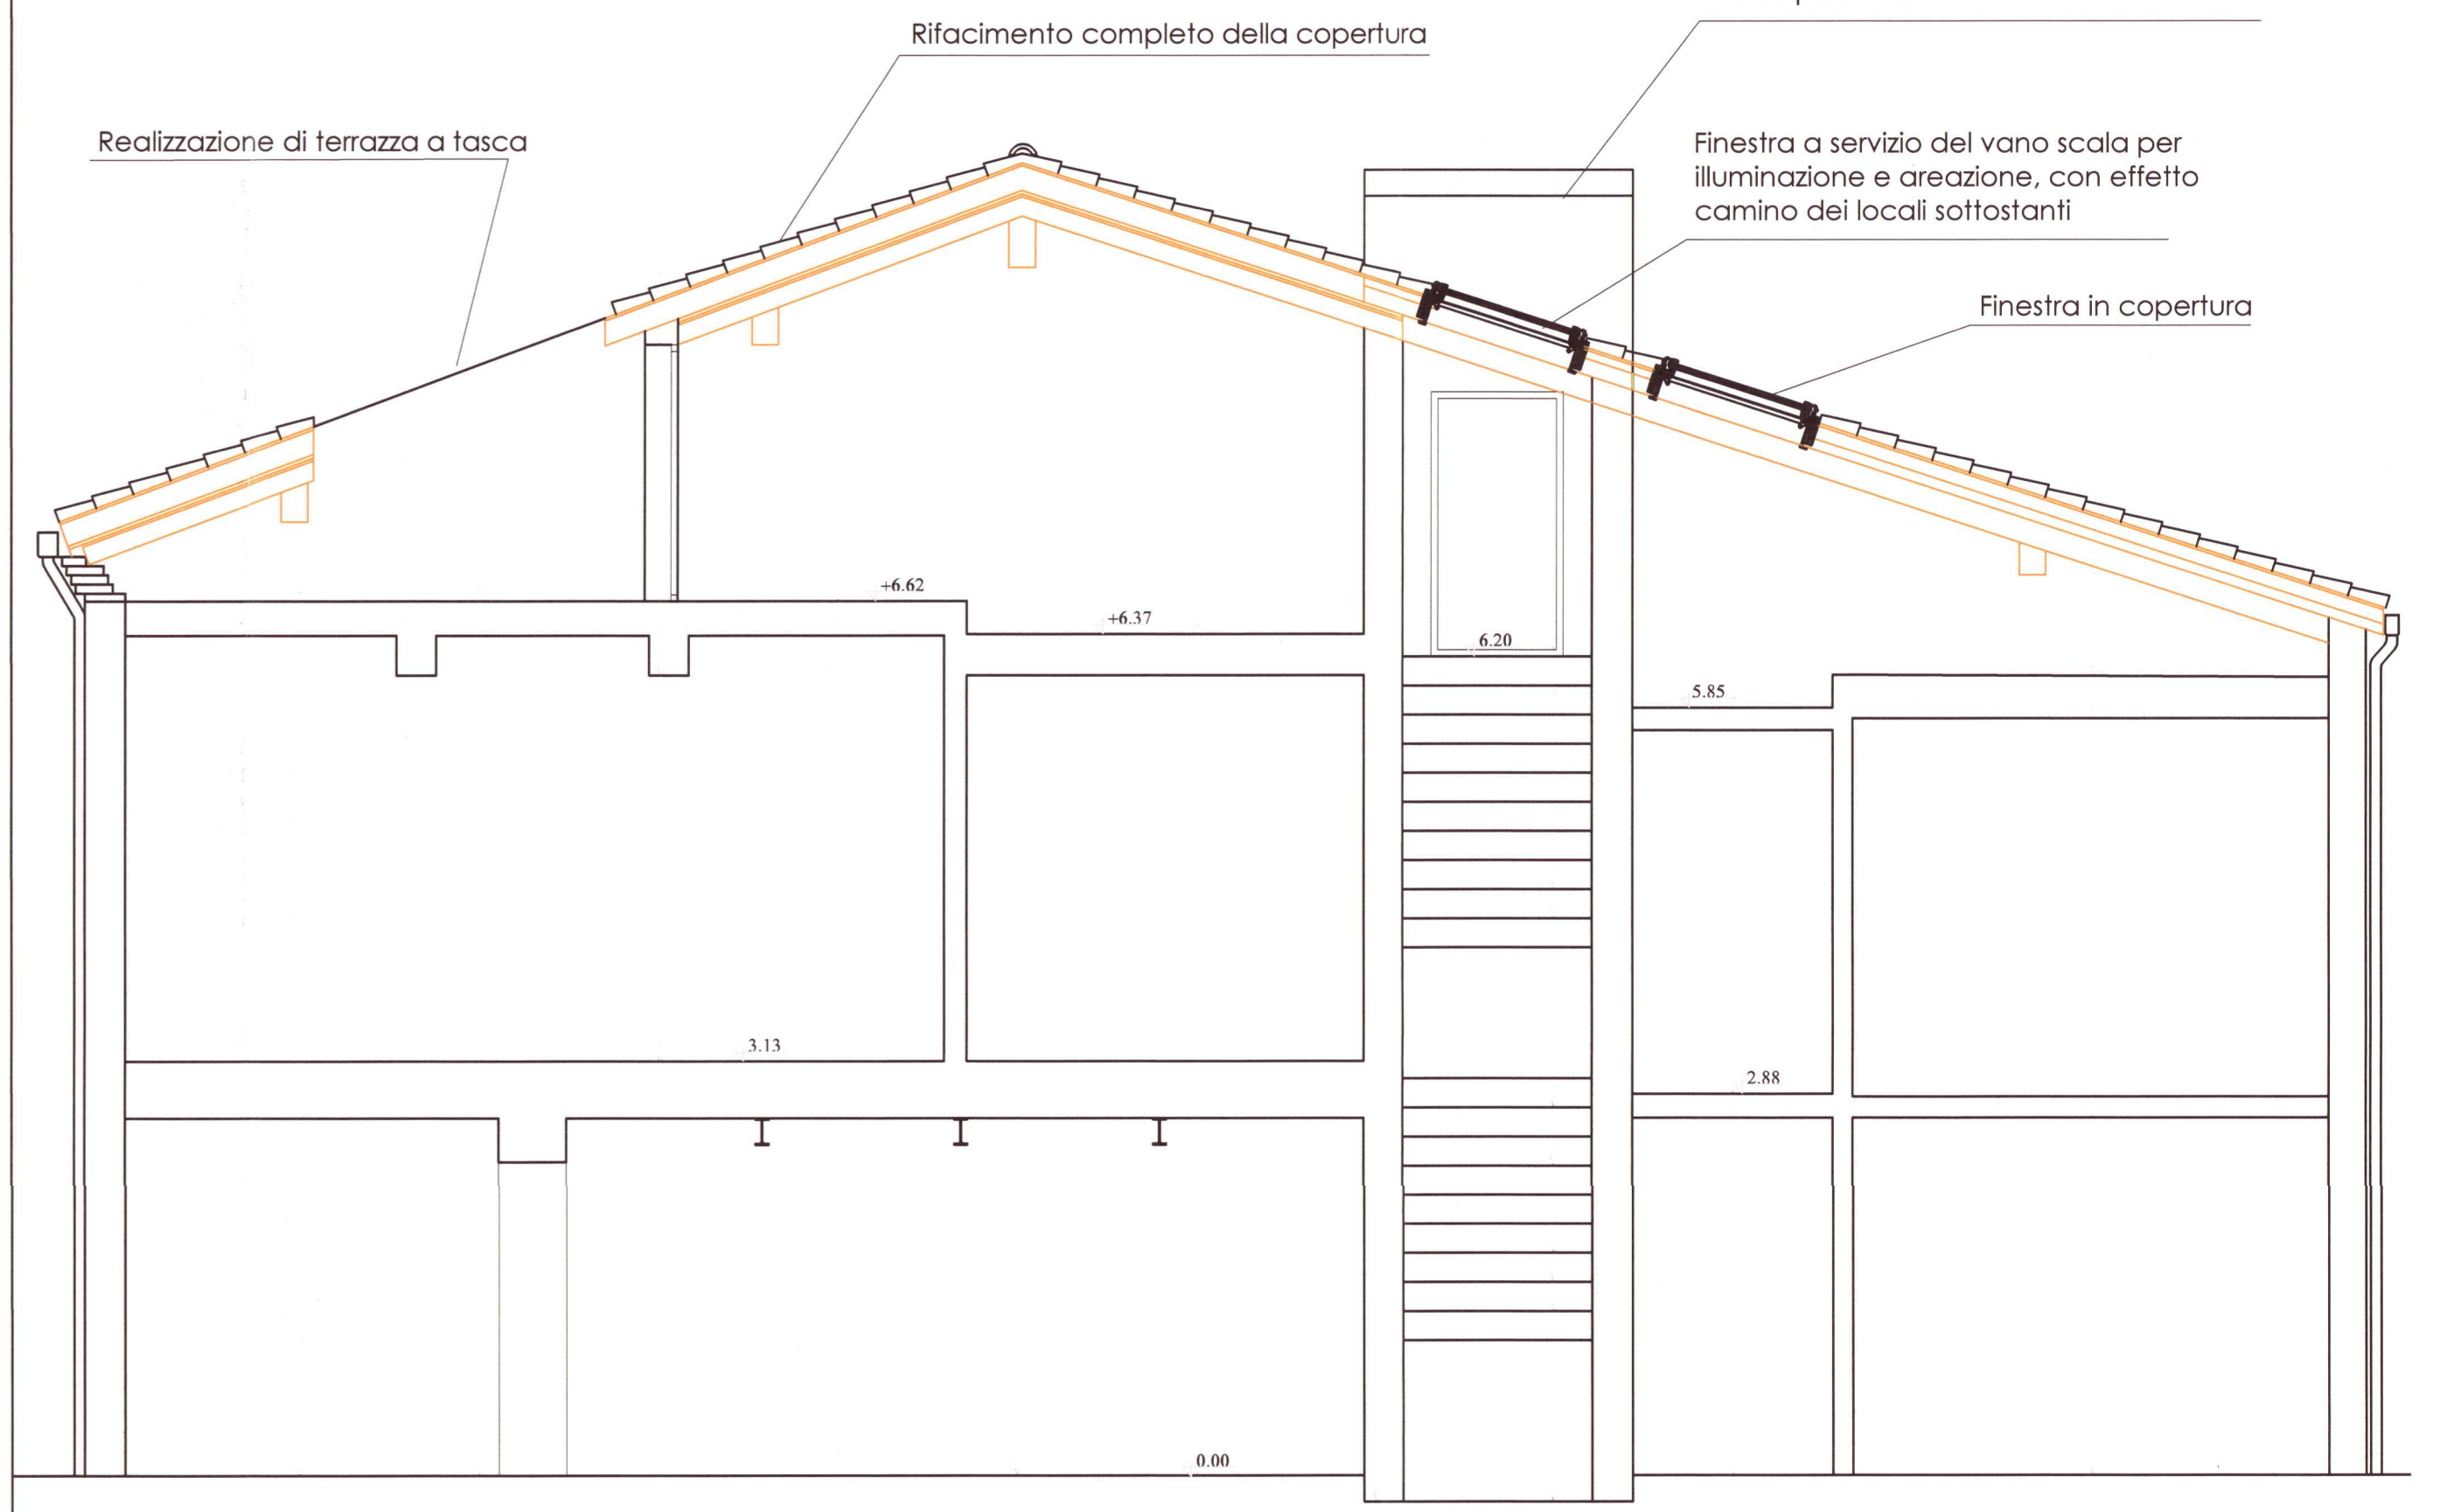 Rifacimento completo della copertura
Realizzazione di terrazza a tasca
Finestra a servizio del vano scala per
illuminazione e areazione, con effetto
camino dei locali sottostanti
Finestra in copertura
+6.62
+6.37
6.20
5.85
3.13
2.88
0.00